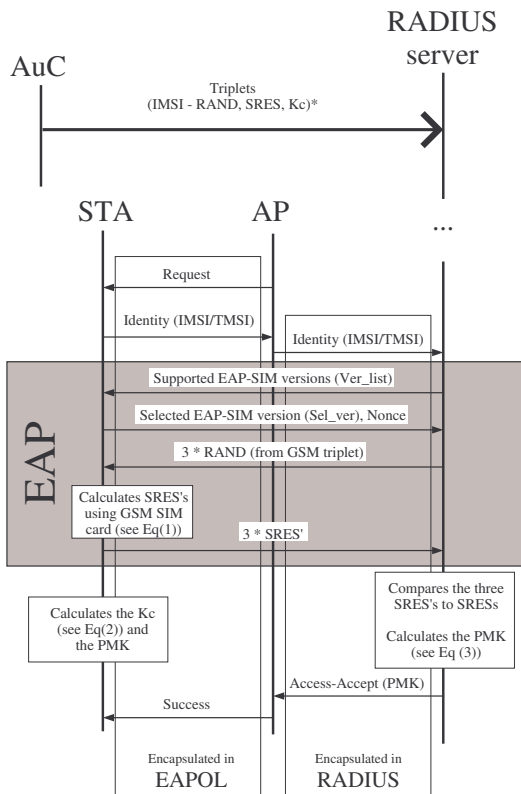 RADIUS
server
AuC
Triplets
(IMSI - RAND, SRES, Kc)*
STA
AP
...
Request
Identity (IMSI/TMSI)
Identity (IMSI/TMSI)
EAP
Supported EAP-SIM versions (Ver_list)
Selected EAP-SIM version (Sel_ver), Nonce
3 * RAND (from GSM triplet)
Calculates SRES's
using GSM SIM
card (see Eq(1))
3 * SRES'
Compares the three
SRES's to SRESs
Calculates the PMK
(see Eq (3))
Calculates the Kc
(see Eq(2)) and
the PMK
Access-Accept (PMK)
Success
Encapsulated in
EAPOL
Encapsulated in
RADIUS